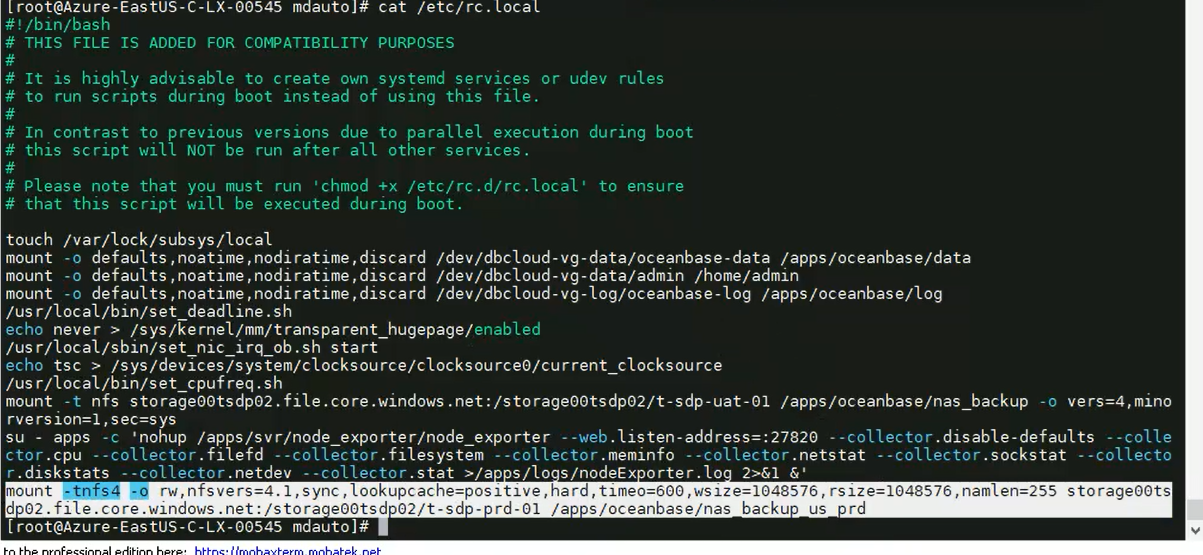 [root@Azure-EastUS-C-LX-00545 mdauto]# cat /etc/rc.local
#!/bin/bash
# THIS FILE IS ADDED FOR COMPATIBILITY PURPOSES
#
# It is highly advisable to create own systemd services or udev rules
# to run scripts during boot instead of using this file.
#
# In contrast to previous versions due to parallel execution during boot
# this script will NOT be run after all other services.
#
# Please note that you must run 'chmod +x /etc/rc.d/rc.local' to ensure
# that this script will be executed during boot.
touch /var/lock/subsys/local
mount -o defaults,noatime,nodiratime,discard /dev/dbcloud-vg-data/oceanbase-data /apps/oceanbase/data
mount -o defaults,noatime,nodiratime,discard /dev/dbcloud-vg-data/admin /home/admin
mount -o defaults,noatime,nodiratime,discard /dev/dbcloud-vg-log/oceanbase-log /apps/oceanbase/log
/usr/local/bin/set_deadline.sh
echo never > /sys/kernel/mm/transparent_hugepage/enabled
/usr/local/sbin/set_nic_irq_ob.sh start
echo tsc > /sys/devices/system/clocksource/clocksource0/current_clocksource
/usr/local/bin/set_cpufreq.sh
mount -t nfs storage00tsdp02.file.core.windows.net:/storage00tsdp02/t-sdp-uat-01 /apps/oceanbase/nas_backup -o vers=4,mino
rversion=1,sec=sys
su - apps -c 'nohup /apps/svr/node_exporter/node_exporter --web.listen-address=:27820 --collector.disable-defaults --colle
ctor.cpu --collector.filefd --collector.filesystem --collector.meminfo --collector.netstat --collector.sockstat --collecto
r.diskstats --collector.netdev --collector.stat >/apps/logs/nodeExporter.log 2>&1 &'
mount -tnfs4 -o rw,nfsvers=4.1,sync,lookupcache=positive,hard,timeo=600,wsize=1048576,rsize=1048576,namlen=255 storage00ts
dp02.file.core.windows.net:/storage00tsdp02/t-sdp-prd-01 /apps/oceanbase/nas_backup_us_prd
[root@Azure-EastUS-C-LX-00545 mdauto]#
to the professional edition here: https://mobaxterm.mobatek.net